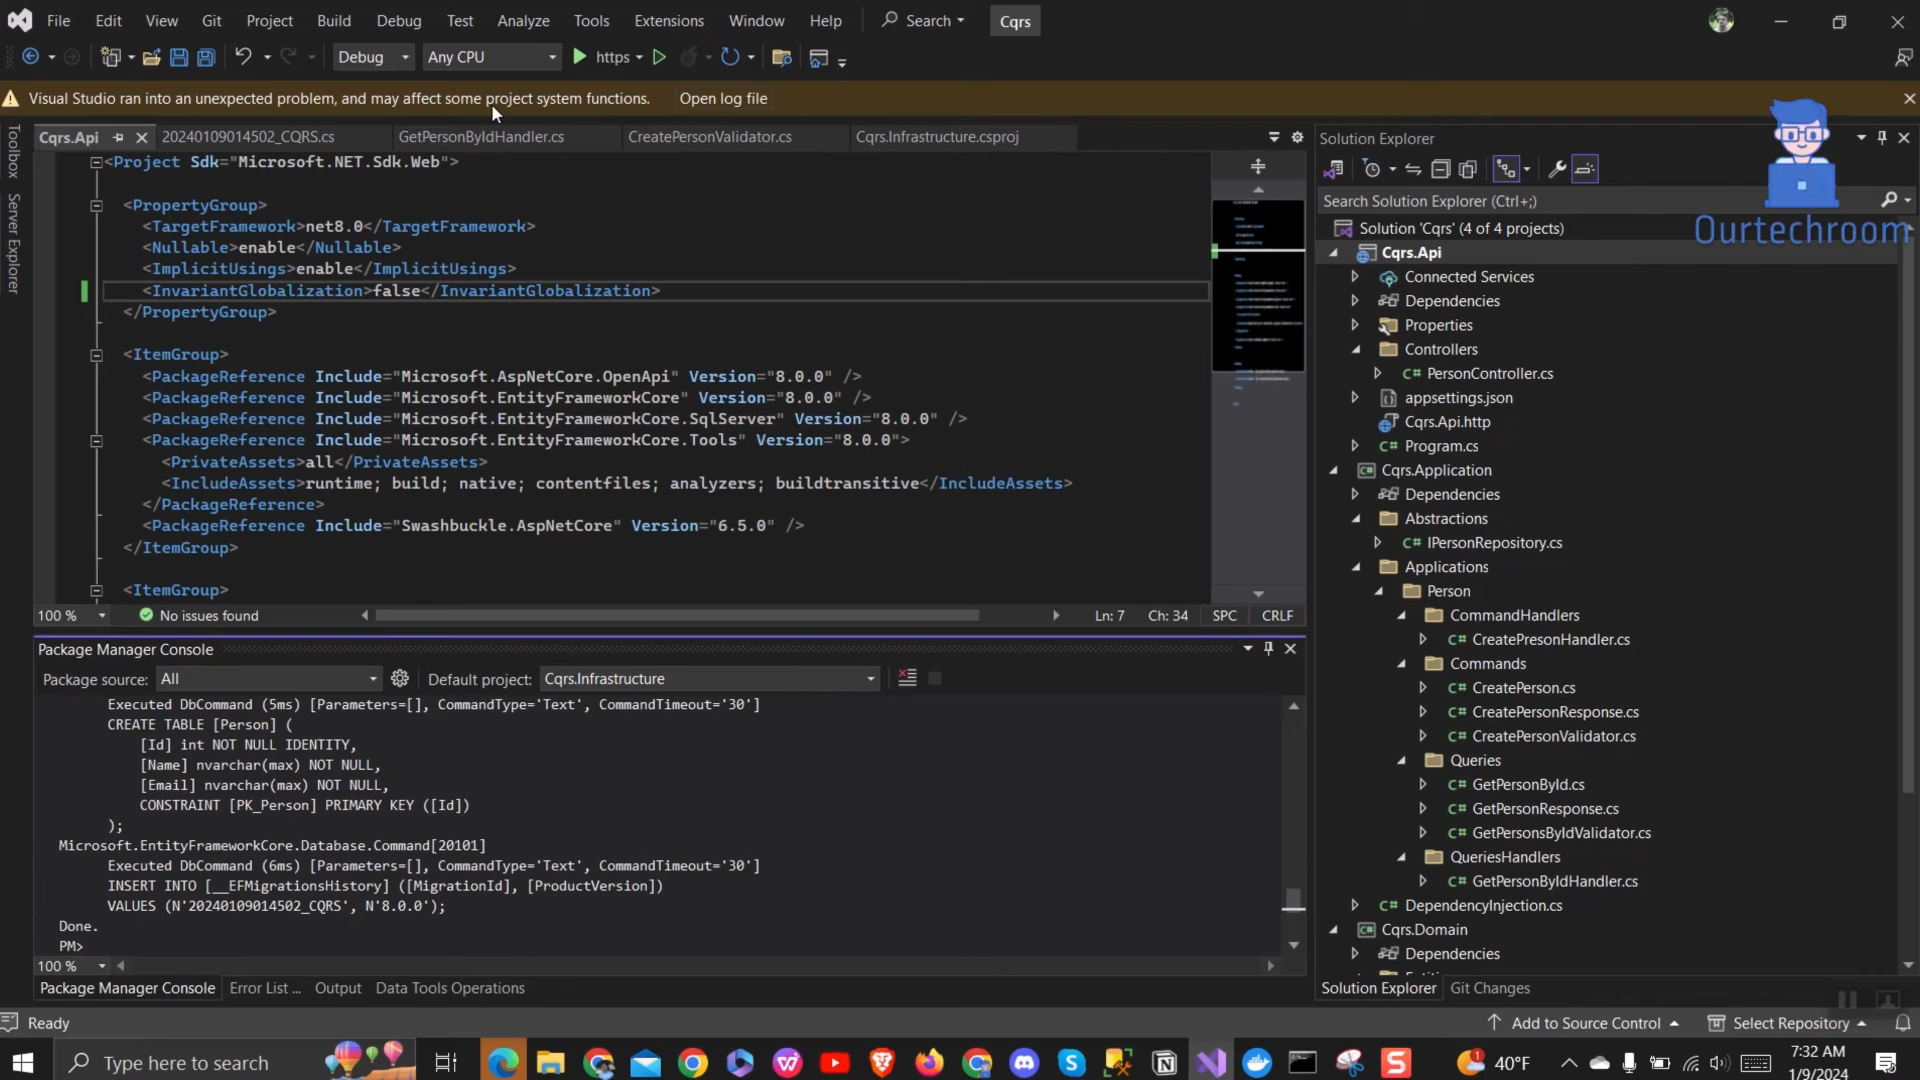 File Edit View Git Project Build Debug Test Analyze Tools Extensions Window Help Search Cqrs
Debug Any CPU https
Visual Studio ran into an unexpected problem, and may affect some project system functions. Open log file
Toolbox
Server Explorer
Cqrs.Api 20240109014502_CQRS.cs GetPersonByIdHandler.cs CreatePersonValidator.cs Cqrs.Infrastructure.csproj
<Project Sdk="Microsoft.NET.Sdk.Web">
<PropertyGroup>
<TargetFramework>net8.0</TargetFramework>
<Nullable>enable</Nullable>
<ImplicitUsings>enable</ImplicitUsings>
<InvariantGlobalization>false</InvariantGlobalization>
</PropertyGroup>
<ItemGroup>
<PackageReference Include="Microsoft.AspNetCore.OpenApi" Version="8.0.0" />
<PackageReference Include="Microsoft.EntityFrameworkCore" Version="8.0.0" />
<PackageReference Include="Microsoft.EntityFrameworkCore.SqlServer" Version="8.0.0" />
<PackageReference Include="Microsoft.EntityFrameworkCore.Tools" Version="8.0.0">
<PrivateAssets>all</PrivateAssets>
<IncludeAssets>runtime; build; native; contentfiles; analyzers; buildtransitive</IncludeAssets>
</PackageReference>
<PackageReference Include="Swashbuckle.AspNetCore" Version="6.5.0" />
</ItemGroup>
<ItemGroup>
100 % No issues found Ln: 7 Ch: 34 SPC CRLF
Package Manager Console
Package source: All Default project: Cqrs.Infrastructure
Executed DbCommand (5ms) [Parameters=[], CommandType='Text', CommandTimeout='30']
CREATE TABLE [Person] (
[Id] int NOT NULL IDENTITY,
[Name] nvarchar(max) NOT NULL,
[Email] nvarchar(max) NOT NULL,
CONSTRAINT [PK_Person] PRIMARY KEY ([Id])
);
Microsoft.EntityFrameworkCore.Database.Command[20101]
Executed DbCommand (6ms) [Parameters=[], CommandType='Text', CommandTimeout='30']
INSERT INTO [__EFMigrationsHistory] ([MigrationId], [ProductVersion])
VALUES (N'20240109014502_CQRS', N'8.0.0');
Done.
PM>
100 %
Package Manager Console Error List ... Output Data Tools Operations
Solution Explorer
Search Solution Explorer (Ctrl+;)
Ourtechroom
Solution 'Cqrs' (4 of 4 projects)
Cqrs.Api
Connected Services
Dependencies
Properties
Controllers
C# PersonController.cs
appsettings.json
Cqrs.Api.http
C# Program.cs
Cqrs.Application
Dependencies
Abstractions
C# IPersonRepository.cs
Applications
Person
CommandHandlers
C# CreatePresonHandler.cs
Commands
C# CreatePerson.cs
C# CreatePersonResponse.cs
C# CreatePersonValidator.cs
Queries
C# GetPersonById.cs
C# GetPersonResponse.cs
C# GetPersonsByIdValidator.cs
QueriesHandlers
C# GetPersonByIdHandler.cs
C# DependencyInjection.cs
Cqrs.Domain
Dependencies
Solution Explorer Git Changes
Ready Add to Source Control Select Repository
Type here to search 40°F 7:32 AM
1/9/2024